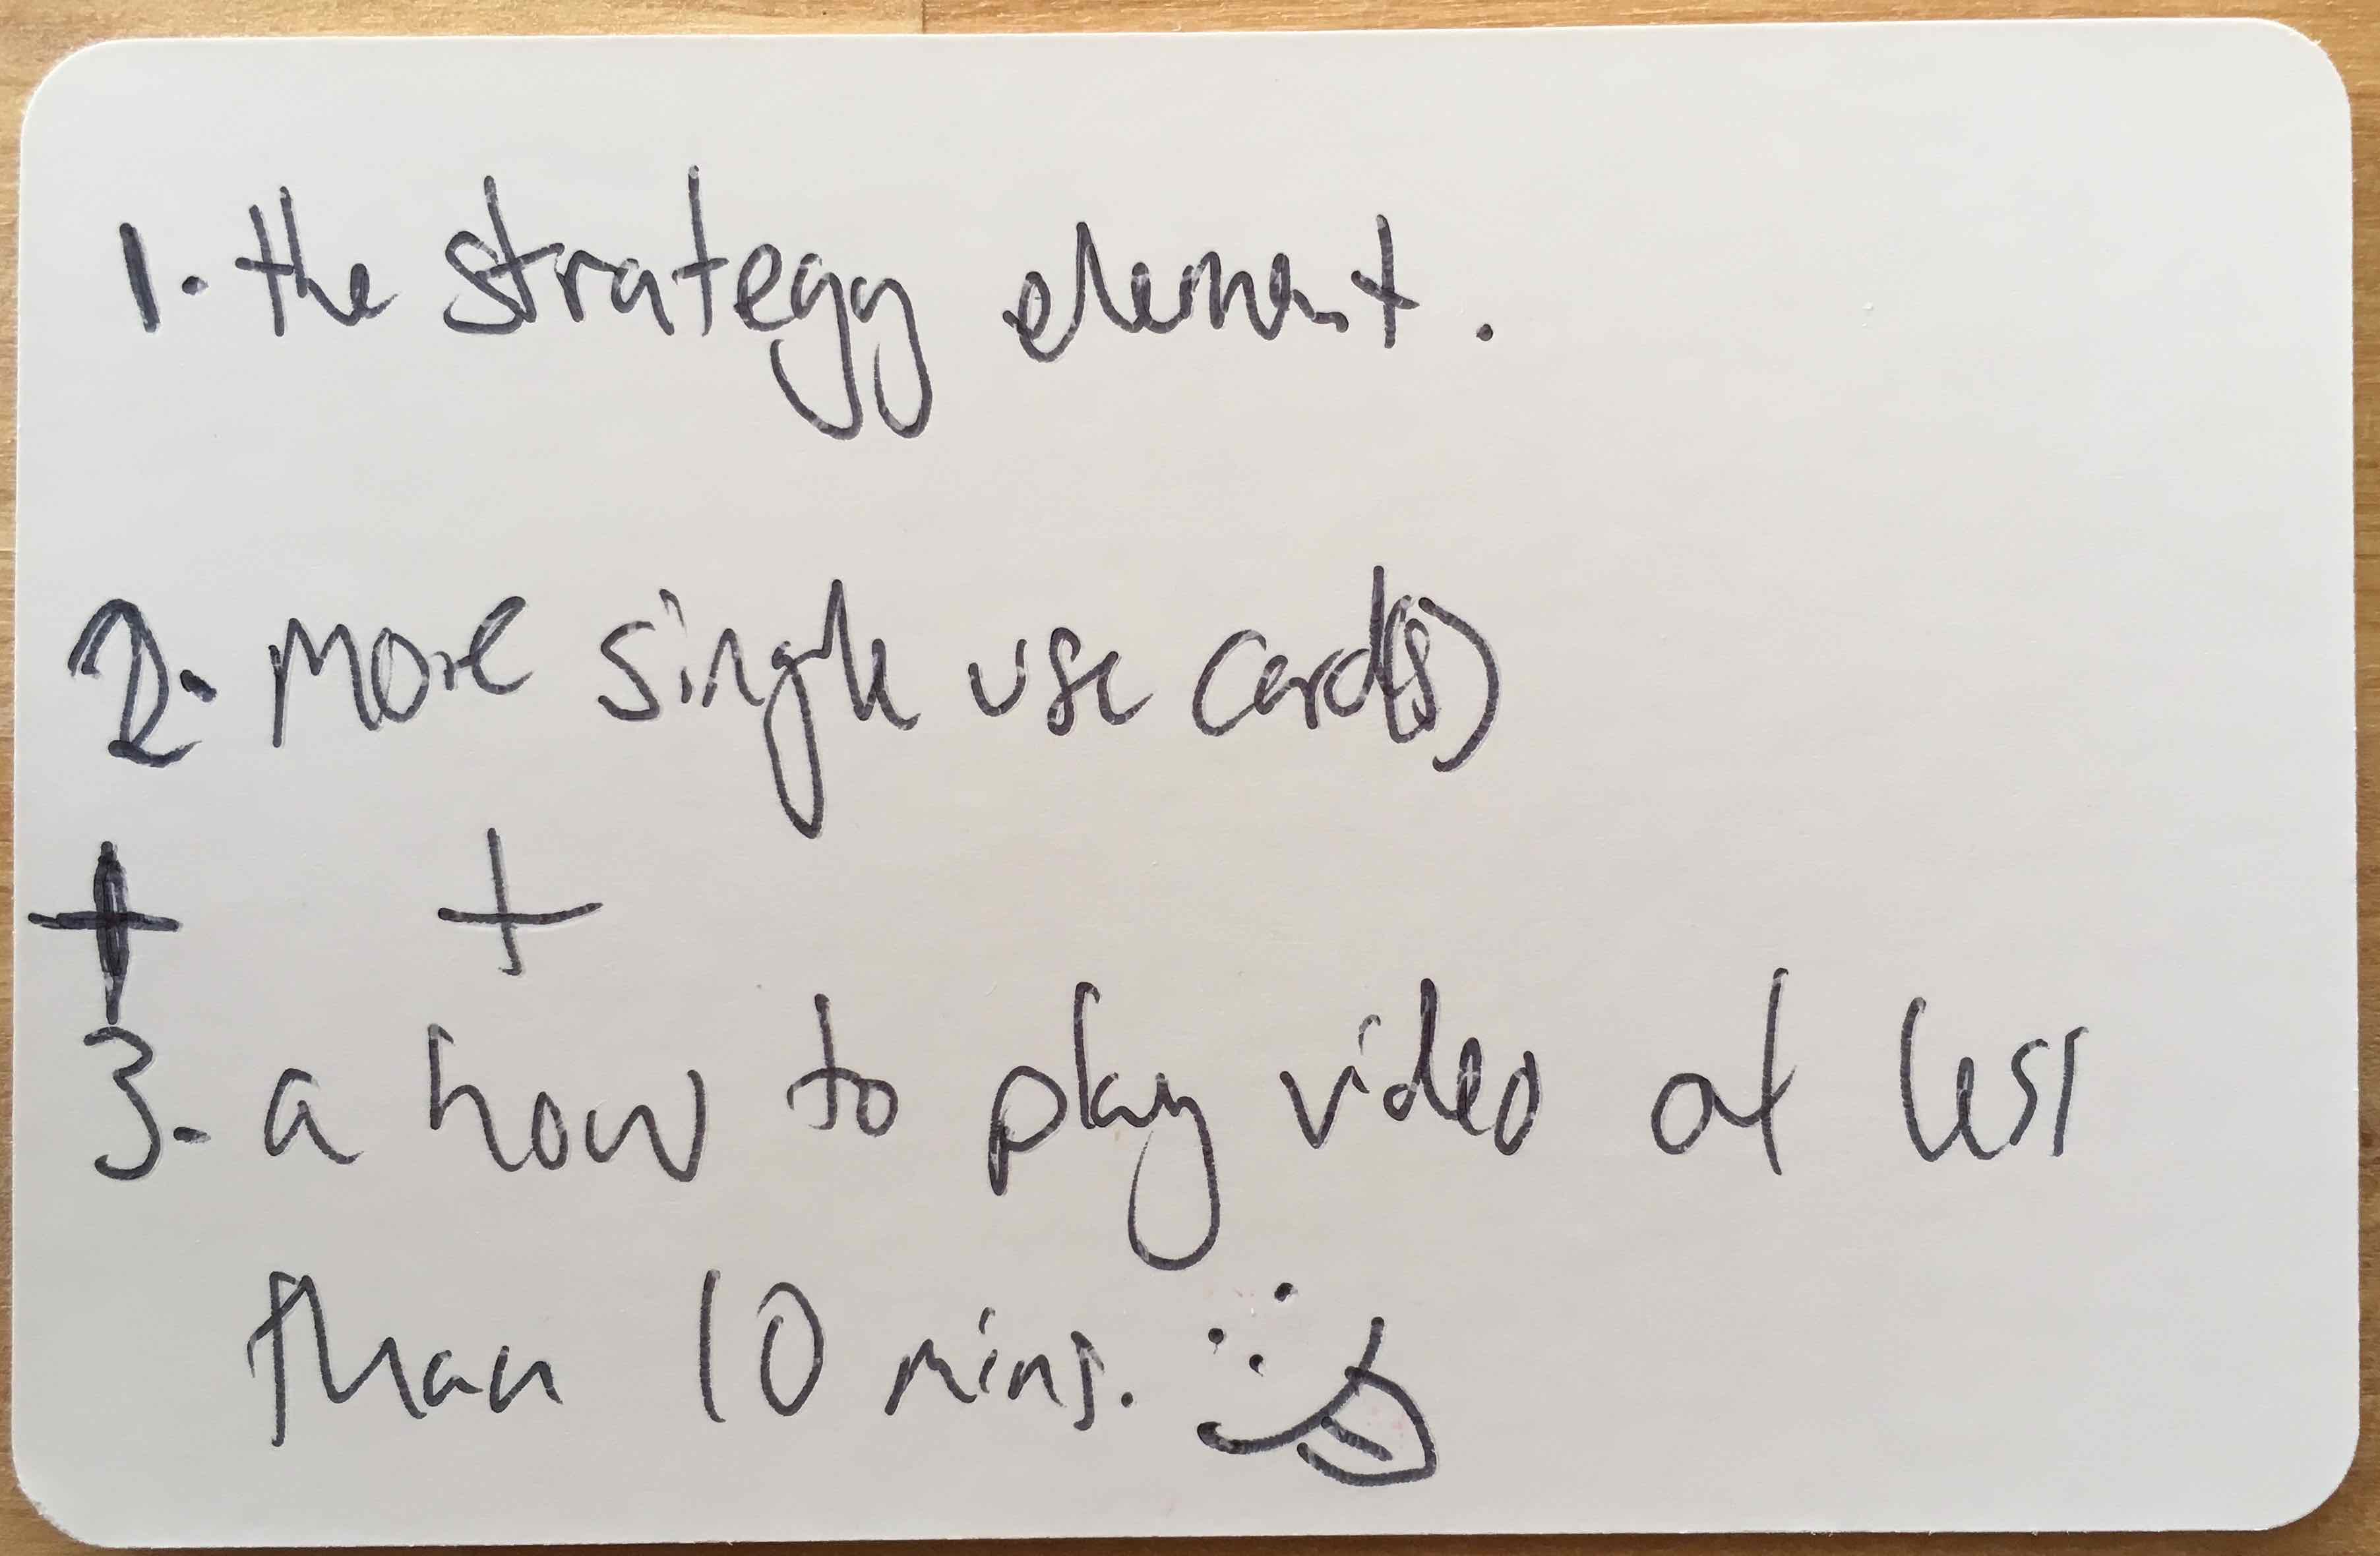 1. the strategy element.
2. More single use card(s)
+ +
3. a how to play video at less
than 10 mins.